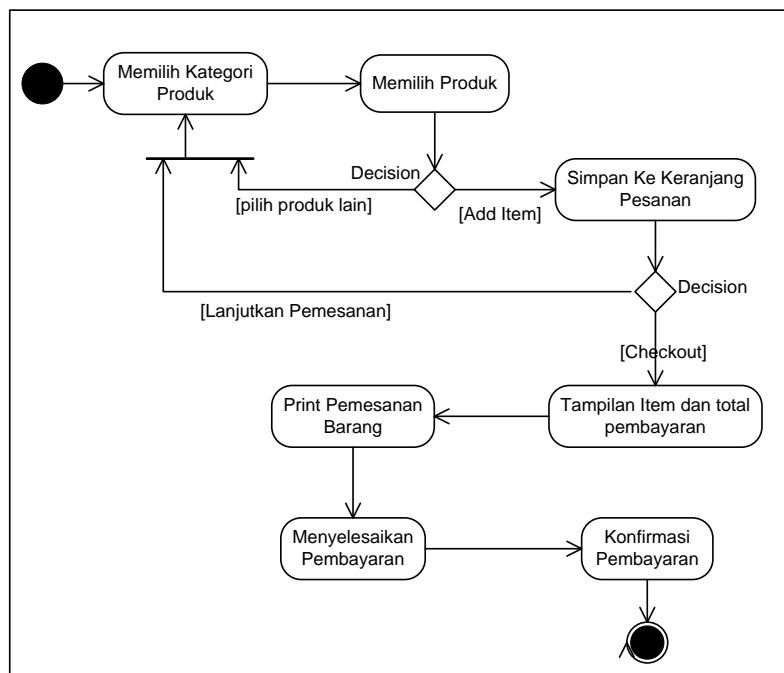 Memilih Kategori
Produk
Memilih Produk
Decision
[pilih produk lain]
[Add Item]
Simpan Ke Keranjang
Pesanan
Decision
[Lanjutkan Pemesanan]
[Checkout]
Print Pemesanan
Barang
Tampilan Item dan total
pembayaran
Menyelesaikan
Pembayaran
Konfirmasi
Pembayaran